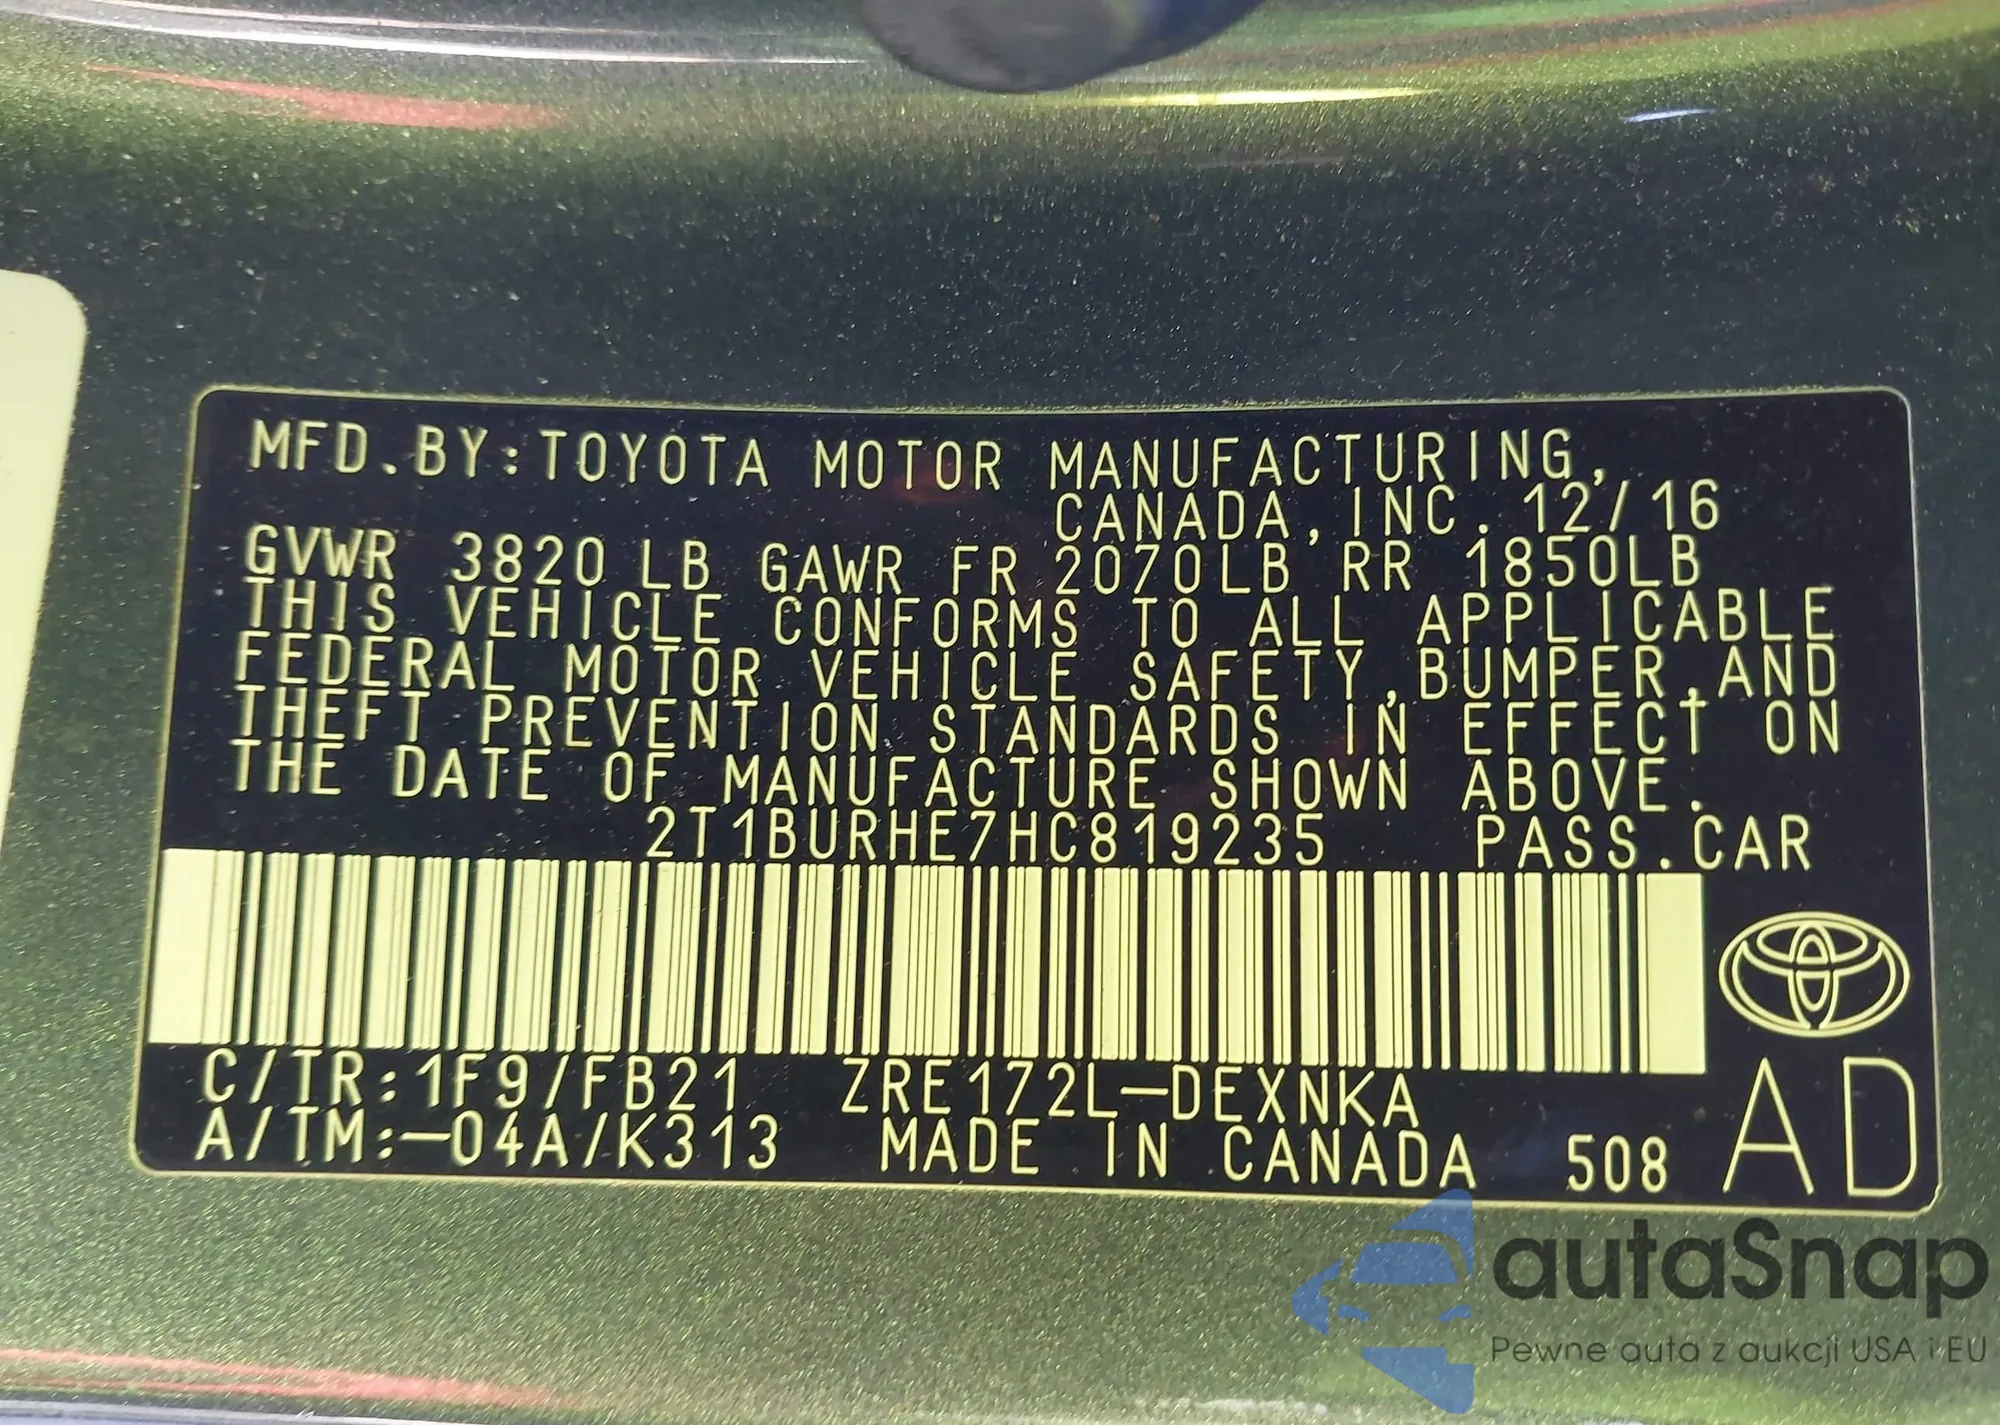 MFD.BY:TOYOTA MOTOR MANUFACTURING,
CANADA,INC. 12/16
GVWR 3820LB GAWR FR 2070LB RR 1850LB
THIS VEHICLE CONFORMS TO ALL APPLICABLE
FEDERAL MOTOR VEHICLE SAFETY,BUMPER,AND
THEFT PREVENTION STANDARDS IN EFFECT ON
THE DATE OF MANUFACTURE SHOWN ABOVE.
2T1BURHE7HC819235 PASS.CAR
C/TR:1F9/FB21 ZRE172L-DEXNKA
A/TM:-04A/K313 MADE IN CANADA 508 AD
autaSnap
Pewne auta z aukcji USA i EU